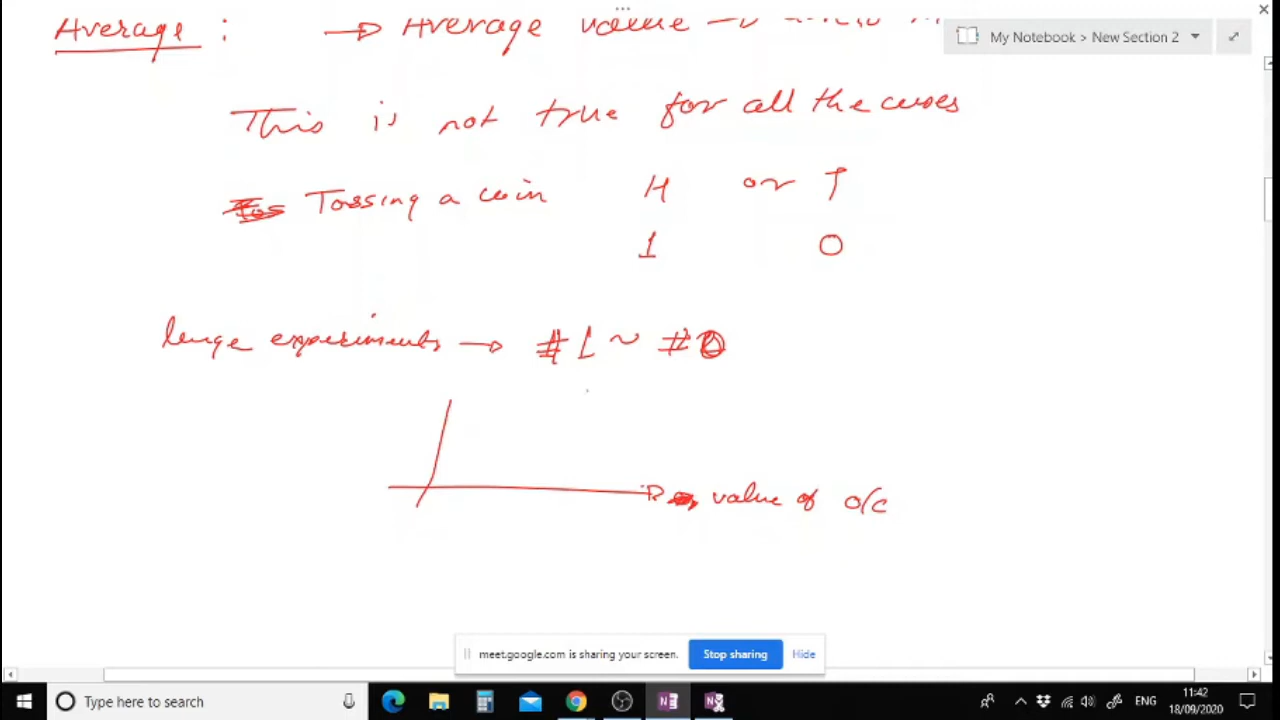 Average : → Average value →
My Notebook > New Section 2
This is not true for all the cases
Tossing a coin H or T
1 0
large experiments → #1 ~ #0
value of o/c
meet.google.com is sharing your screen. Stop sharing Hide
Type here to search
ENG
11:42
18/09/2020